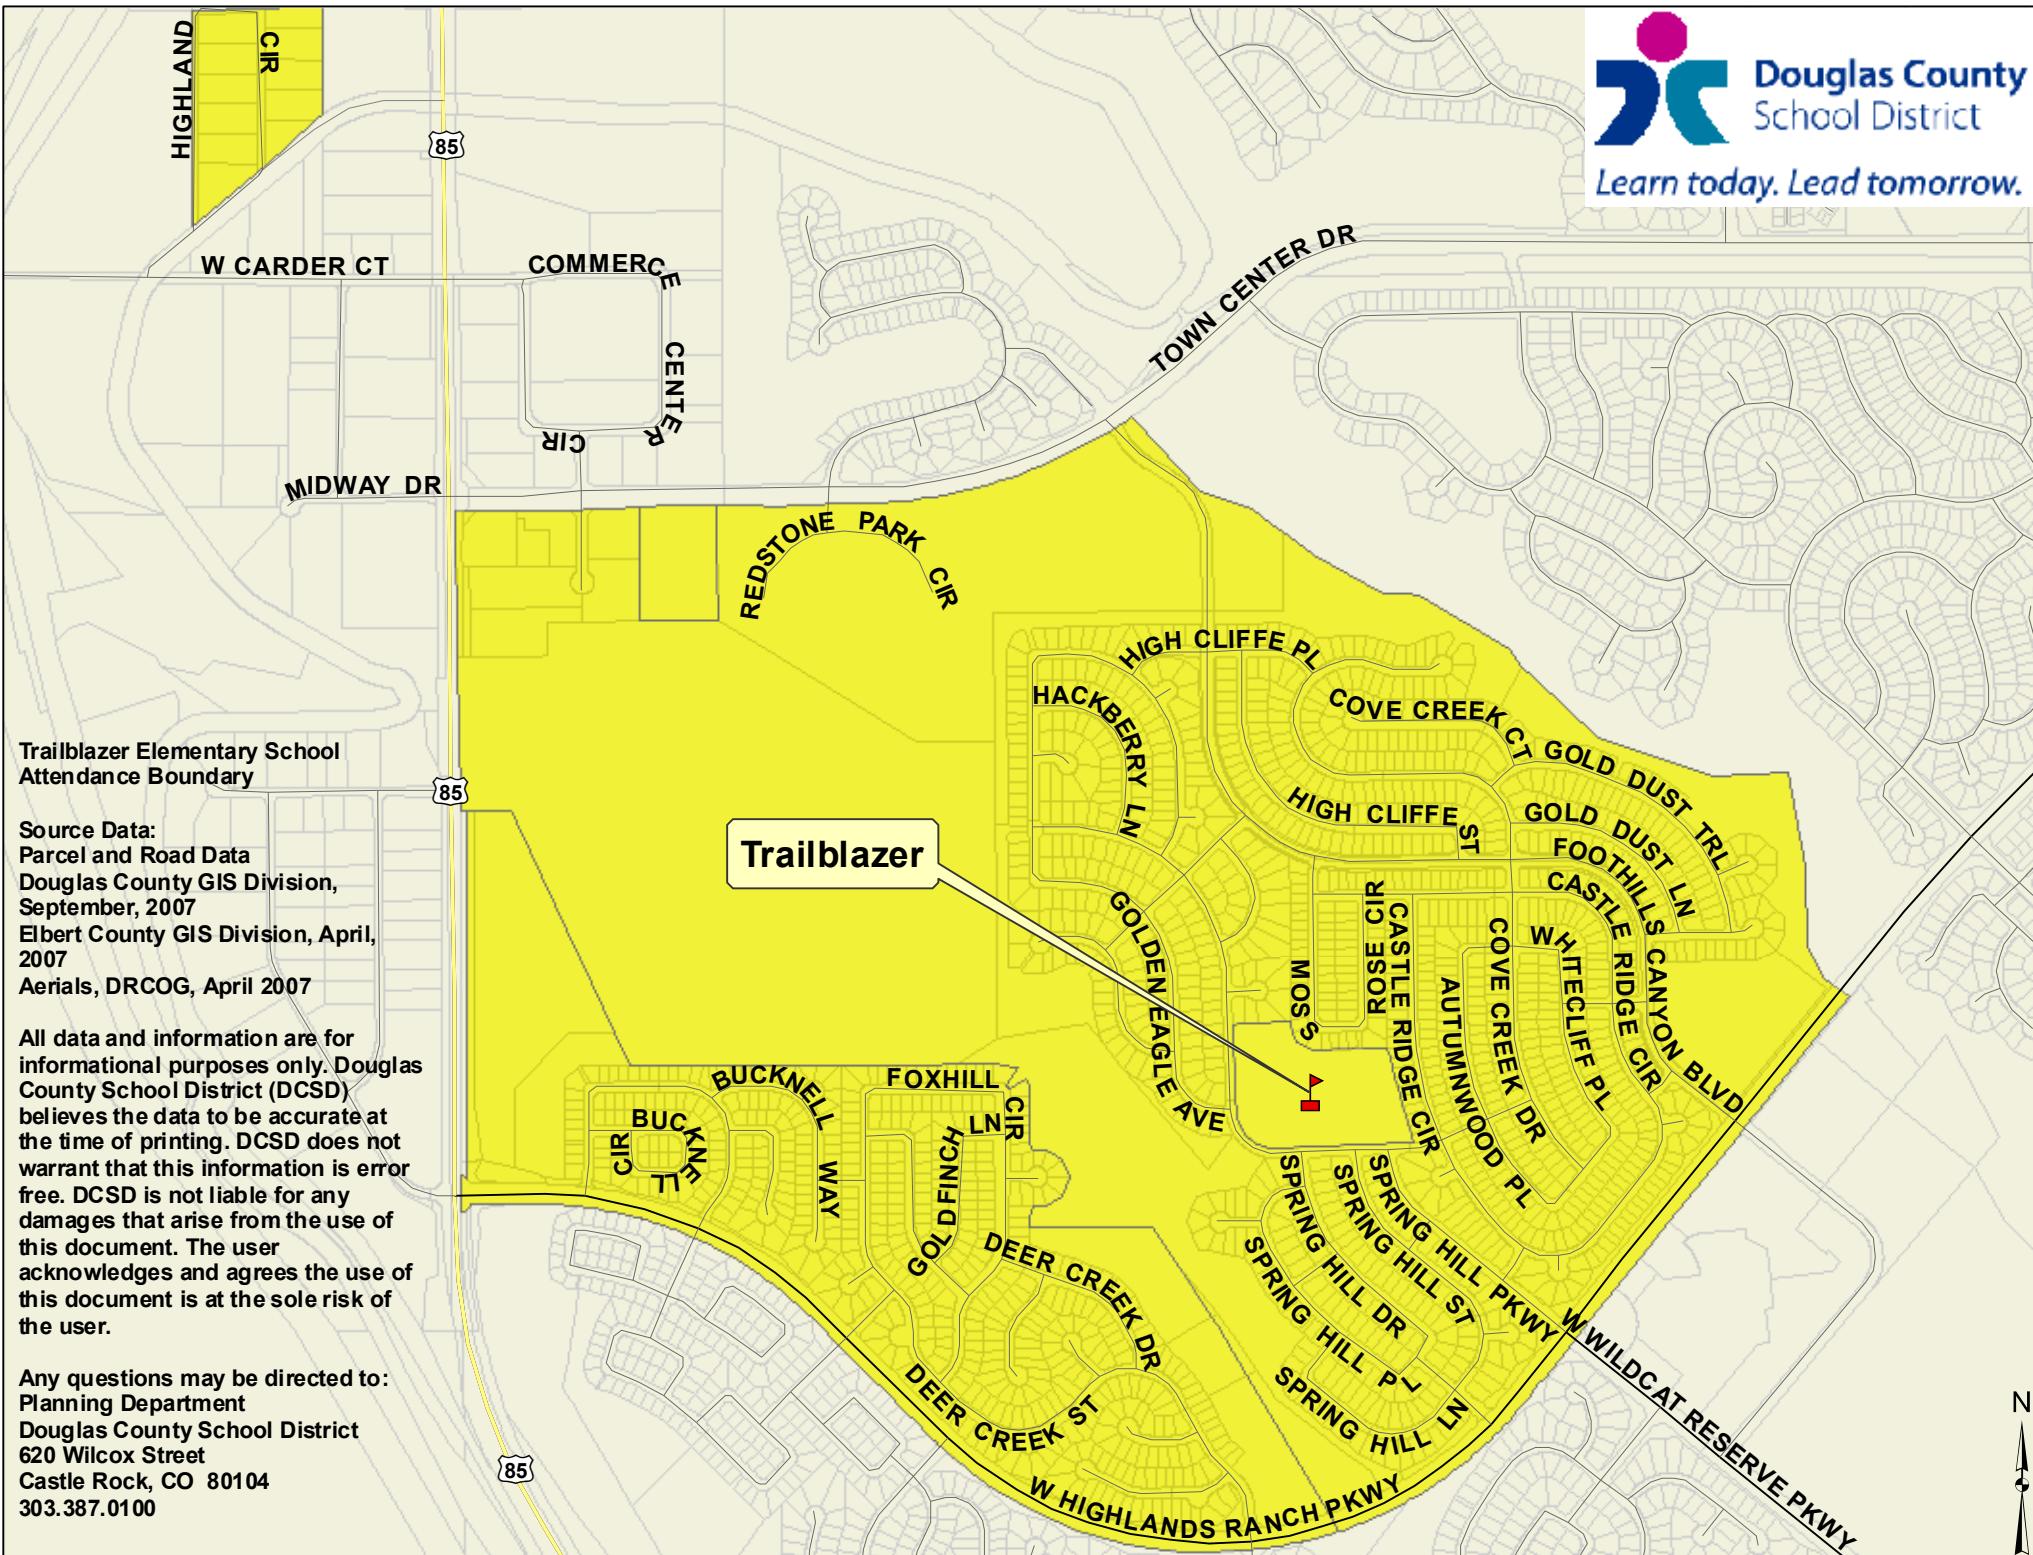 HIGHLAND
CIR
85
Douglas County
School District
Learn today. Lead tomorrow.
W CARDER CT
COMMERCE CENTER CIR
TOWN CENTER DR
MIDWAY DR
REDSTONE PARK CIR
HIGH CLIFFE PL
HACKBERRY LN
COVE CREEK CT
GOLD DUST TRL
HIGH CLIFFE ST
GOLD DUST LN
FOOTHILLS CANYON BLVD
CASTLE RIDGE CIR
85
Trailblazer
GOLDENEAGLE AVE
MOSS ROSE CIR
CASTLE RIDGE CIR
AUTUMNWOOD PL
COVE CREEK DR
WHITECLIFF PL
Trailblazer Elementary School
Attendance Boundary
Source Data:
Parcel and Road Data
Douglas County GIS Division,
September, 2007
Elbert County GIS Division, April,
2007
Aerials, DRCOG, April 2007
All data and information are for
informational purposes only. Douglas
County School District (DCSD)
believes the data to be accurate at
the time of printing. DCSD does not
warrant that this information is error
free. DCSD is not liable for any
damages that arise from the use of
this document. The user
acknowledges and agrees the use of
this document is at the sole risk of
the user.
Any questions may be directed to:
Planning Department
Douglas County School District
620 Wilcox Street
Castle Rock, CO 80104
303.387.0100
BUCKNELL WAY
BUCKNELL CIR
FOXHILL CIR
GOLDFINCH LN
DEER CREEK DR
DEER CREEK ST
SPRING HILL DR
SPRING HILL ST
SPRING HILL PKWY
SPRING HILL PL
SPRING HILL LN
W WILDCAT RESERVE PKWY
W HIGHLANDS RANCH PKWY
85
N